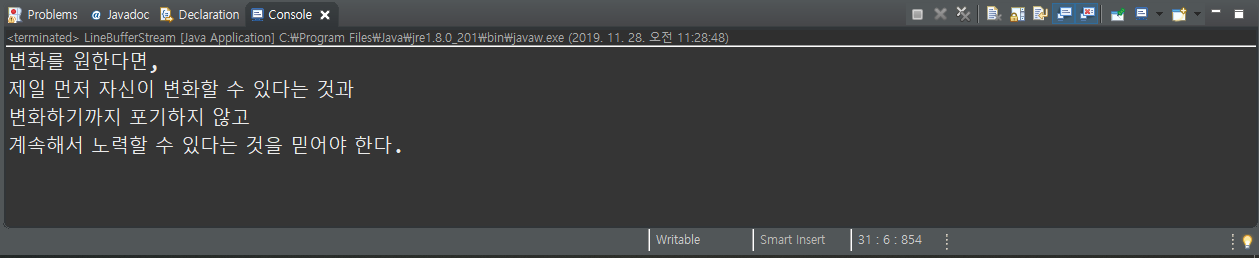 Problems @ Javadoc Declaration Console
<terminated> LineBufferStream [Java Application] C:₩Program Files₩Java₩jre1.8.0_201₩bin₩javaw.exe (2019. 11. 28. 오전 11:28:48)
변화를 원한다면,
제일 먼저 자신이 변화할 수 있다는 것과
변화하기까지 포기하지 않고
계속해서 노력할 수 있다는 것을 믿어야 한다.
Writable Smart Insert 31 : 6 : 854